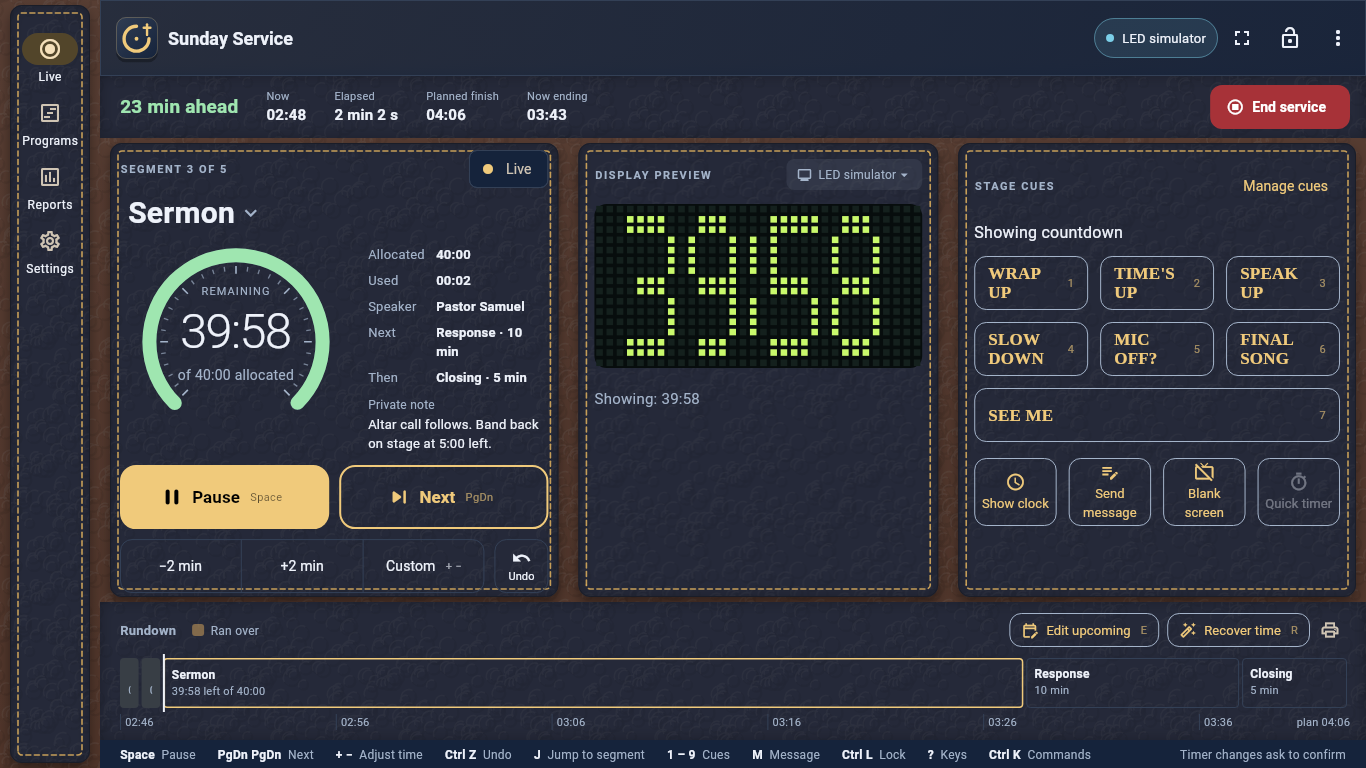 Sunday Service
LED simulator
Live
Programs
Reports
Settings
23 min ahead
Now
02:48
Elapsed
2 min 2 s
Planned finish
04:06
Now ending
03:43
End service
SEGMENT 3 OF 5
Live
Sermon
REMAINING
39:58
of 40:00 allocated
Allocated 40:00
Used 00:02
Speaker Pastor Samuel
Next Response · 10
min
Then Closing · 5 min
Private note
Altar call follows. Band back
on stage at 5:00 left.
Pause Space
Next PgDn
−2 min
+2 min
Custom + −
Undo
DISPLAY PREVIEW
LED simulator
39:58
Showing: 39:58
STAGE CUES
Manage cues
Showing countdown
WRAP
UP 1
TIME'S
UP 2
SPEAK
UP 3
SLOW
DOWN 4
MIC
OFF? 5
FINAL
SONG 6
SEE ME 7
Show clock
Send
message
Blank
screen
Quick timer
Rundown
Ran over
Edit upcoming E
Recover time R
Sermon
39:58 left of 40:00
Response
10 min
Closing
5 min
02:46
02:56
03:06
03:16
03:26
03:36
plan 04:06
Space Pause PgDn PgDn Next + − Adjust time Ctrl Z Undo J Jump to segment 1 – 9 Cues M Message Ctrl L Lock ? Keys Ctrl K Commands Timer changes ask to confirm